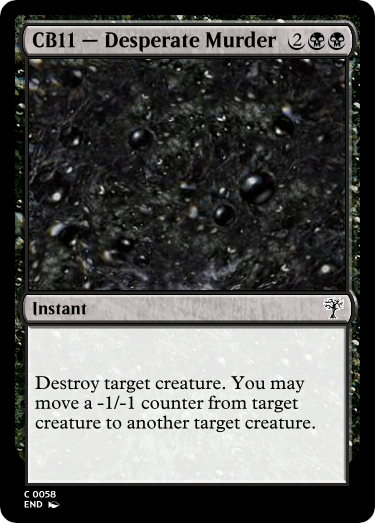 CB11 — Desperate Murder 2
Instant
Destroy target creature. You may
move a -1/-1 counter from target
creature to another target creature.
C 0058
END